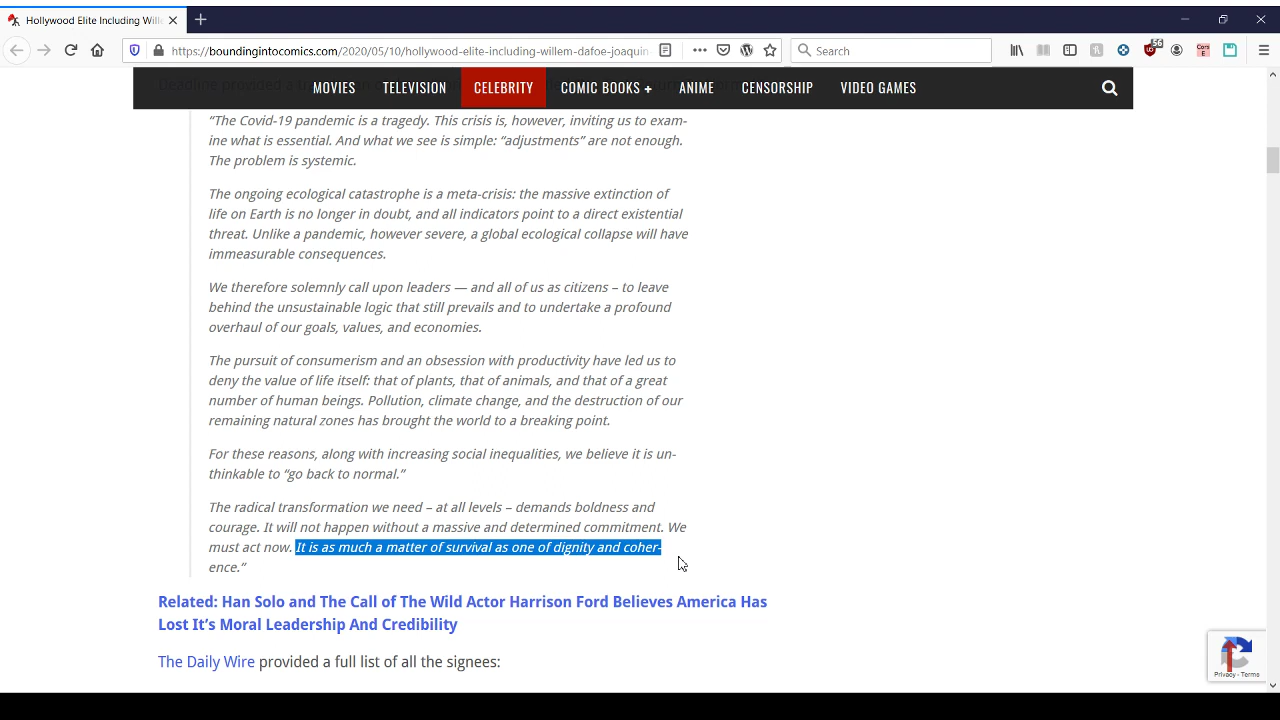 Hollywood Elite Including Wille
https://boundingintocomics.com/2020/05/10/hollywood-elite-including-willem-dafoe-joaquin-
Search
56
Cors
E
MOVIES TELEVISION CELEBRITY COMIC BOOKS + ANIME CENSORSHIP VIDEO GAMES
Deadline provided a
“The Covid-19 pandemic is a tragedy. This crisis is, however, inviting us to exam-
ine what is essential. And what we see is simple: “adjustments” are not enough.
The problem is systemic.
The ongoing ecological catastrophe is a meta-crisis: the massive extinction of
life on Earth is no longer in doubt, and all indicators point to a direct existential
threat. Unlike a pandemic, however severe, a global ecological collapse will have
immeasurable consequences.
We therefore solemnly call upon leaders — and all of us as citizens – to leave
behind the unsustainable logic that still prevails and to undertake a profound
overhaul of our goals, values, and economies.
The pursuit of consumerism and an obsession with productivity have led us to
deny the value of life itself: that of plants, that of animals, and that of a great
number of human beings. Pollution, climate change, and the destruction of our
remaining natural zones has brought the world to a breaking point.
For these reasons, along with increasing social inequalities, we believe it is un-
thinkable to “go back to normal.”
The radical transformation we need – at all levels – demands boldness and
courage. It will not happen without a massive and determined commitment. We
must act now. It is as much a matter of survival as one of dignity and coher-
ence.”
Related: Han Solo and The Call of The Wild Actor Harrison Ford Believes America Has
Lost It’s Moral Leadership And Credibility
The Daily Wire provided a full list of all the signees:
Privacy - Terms